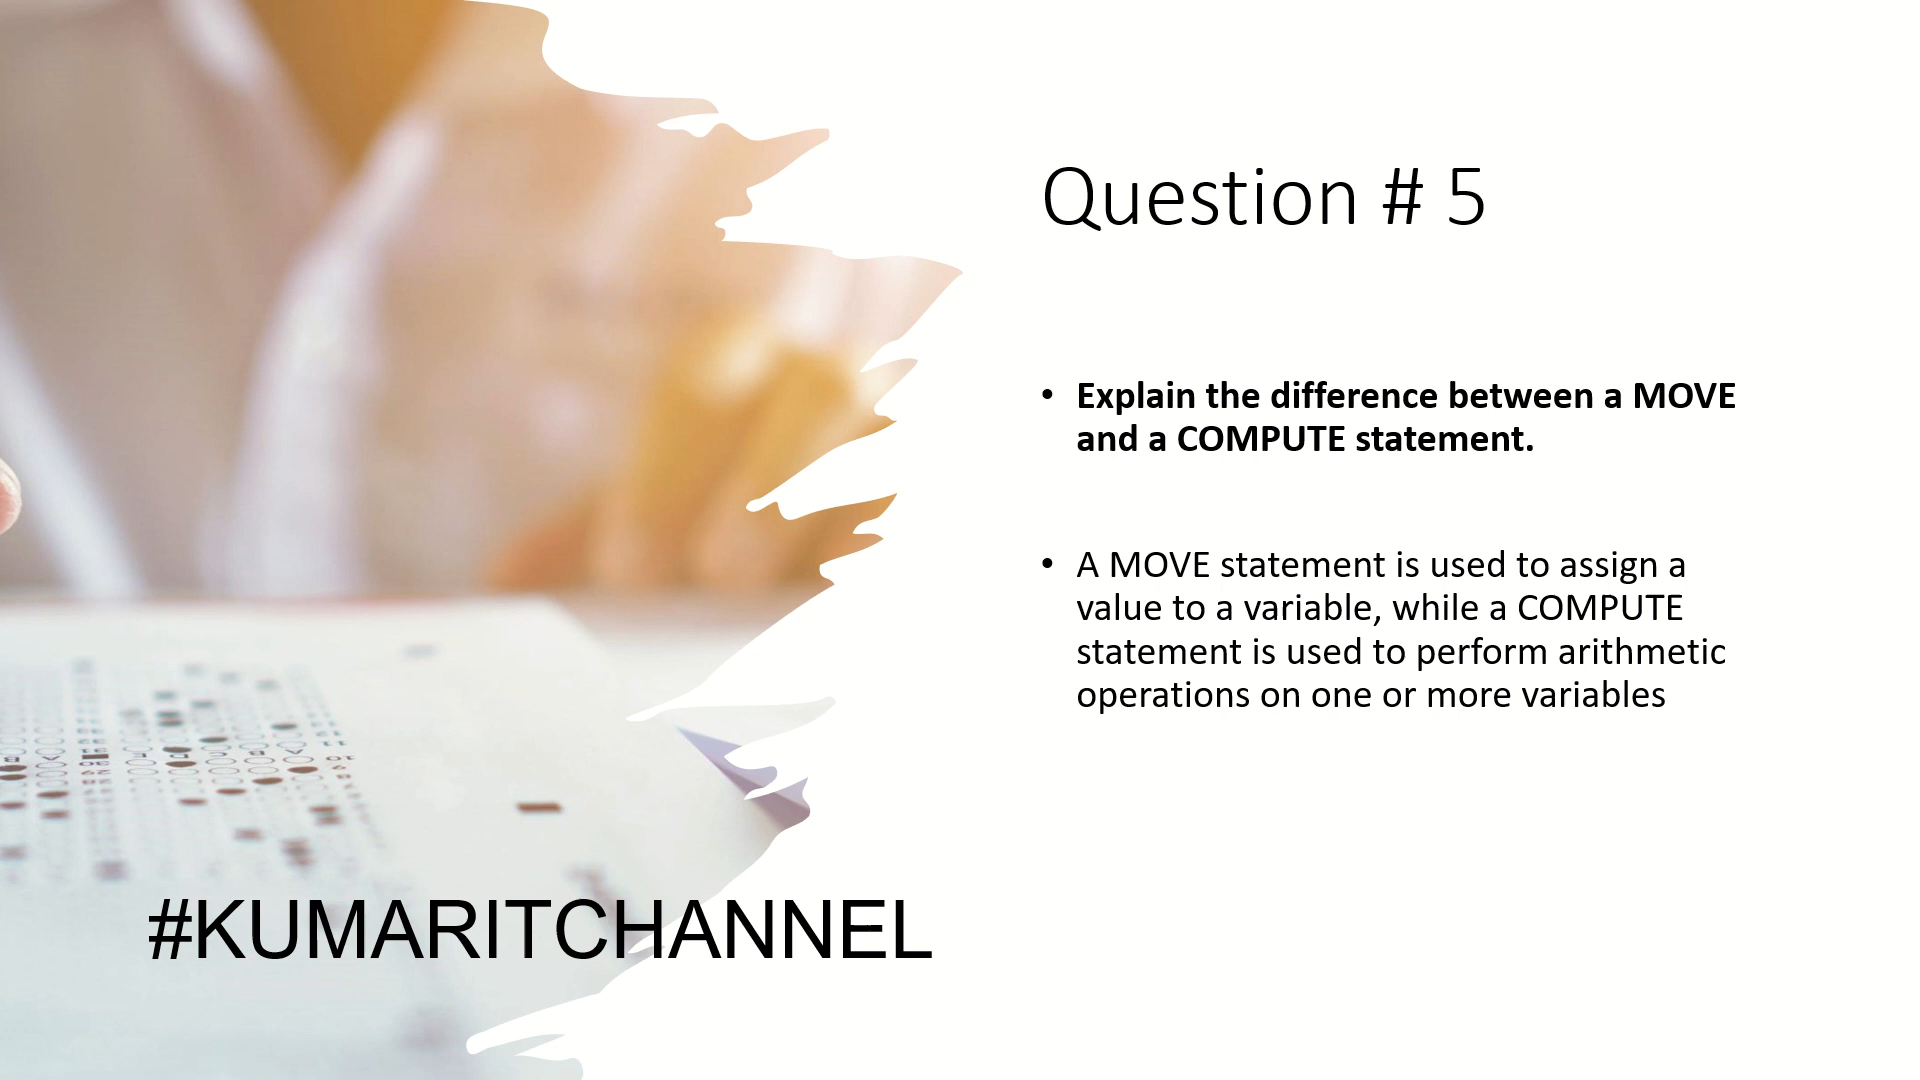 Question # 5
• Explain the difference between a MOVE
and a COMPUTE statement.
• A MOVE statement is used to assign a
value to a variable, while a COMPUTE
statement is used to perform arithmetic
operations on one or more variables
#KUMARITCHANNEL